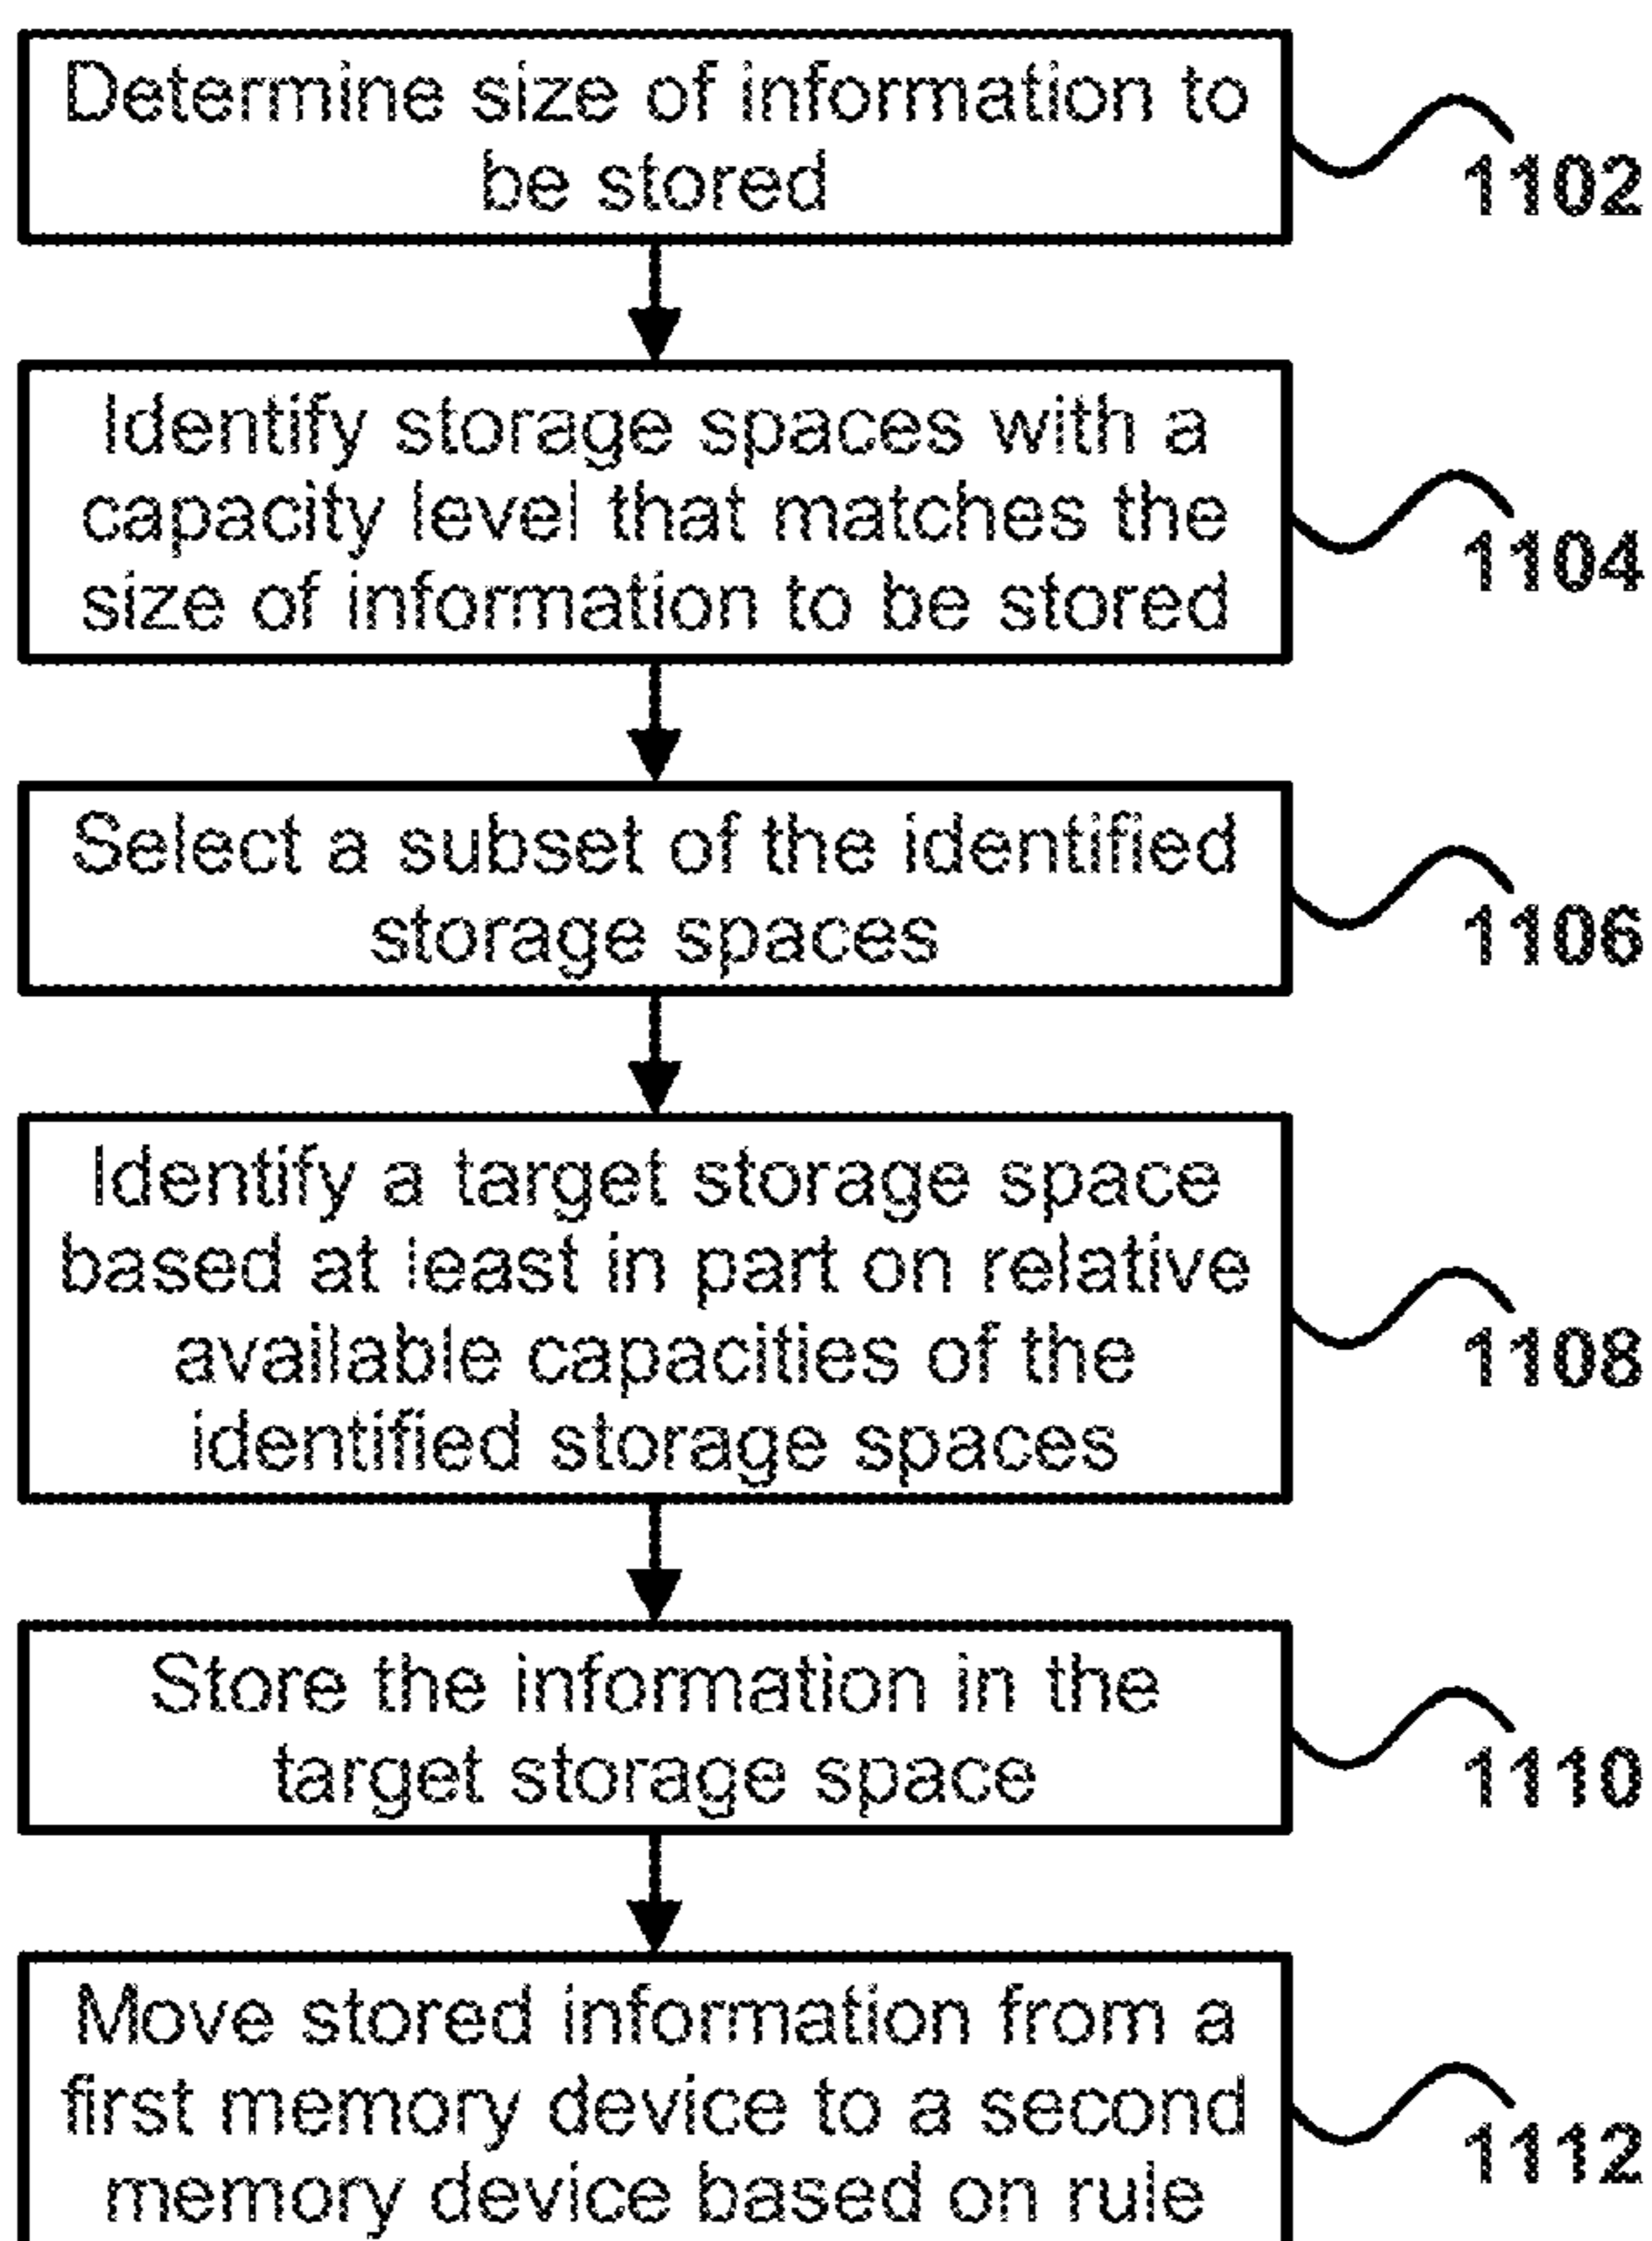 Determine size of information to
be stored
1102
Identify storage spaces with a
capacity level that matches the
size of information to be stored
1104
Select a subset of the identified
storage spaces
1106
Identify a target storage space
based at least in part on relative
available capacities of the
identified storage spaces
1108
Store the information in the
target storage space
1110
Move stored information from a
first memory device to a second
memory device based on rule
1112